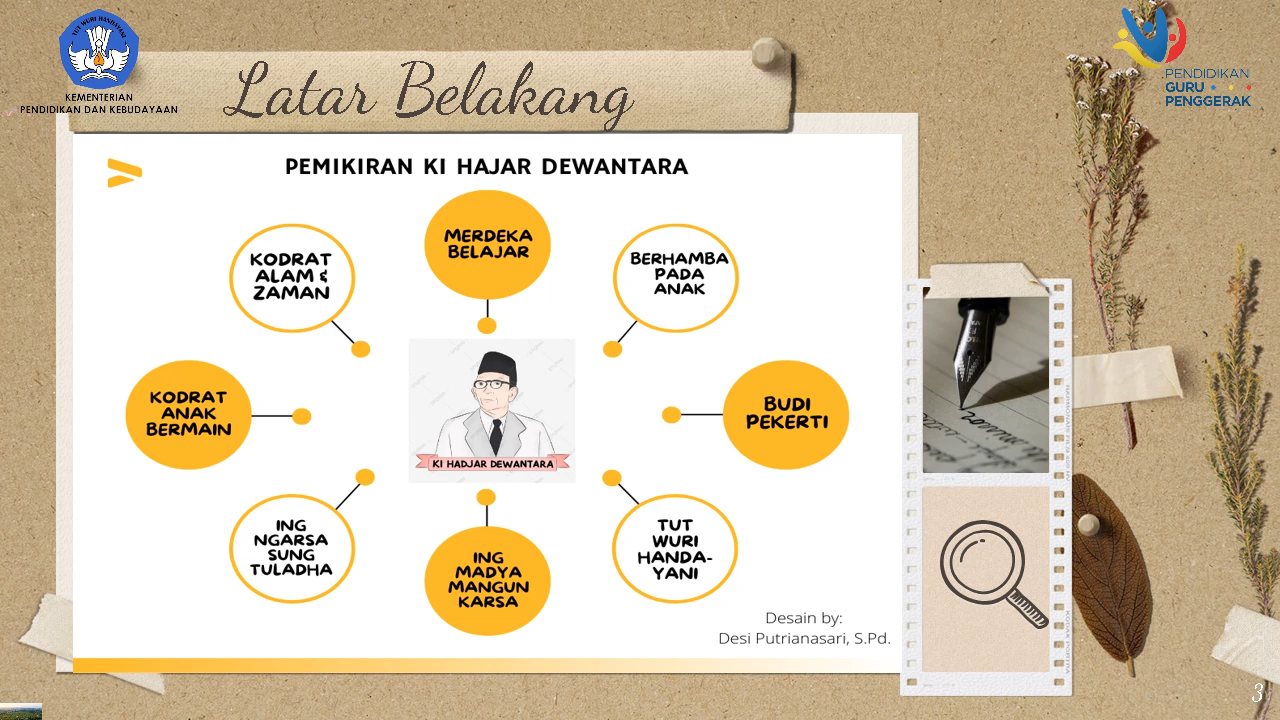 TUT WURI HANDAYANI
KEMENTERIAN
PENDIDIKAN DAN KEBUDAYAAN
Latar Belakang
PENDIDIKAN
GURU
PENGGERAK
PEMIKIRAN KI HAJAR DEWANTARA
MERDEKA
BELAJAR
KODRAT
ALAM &
ZAMAN
BERHAMBA
PADA
ANAK
KODRAT
ANAK
BERMAIN
BUDI
PEKERTI
KI HADJAR DEWANTARA
ING
NGARSA
SUNG
TULADHA
ING
MADYA
MANGUN
KARSA
TUT
WURI
HANDA-
YANI
Desain by:
Desi Putrianasari, S.Pd.
3